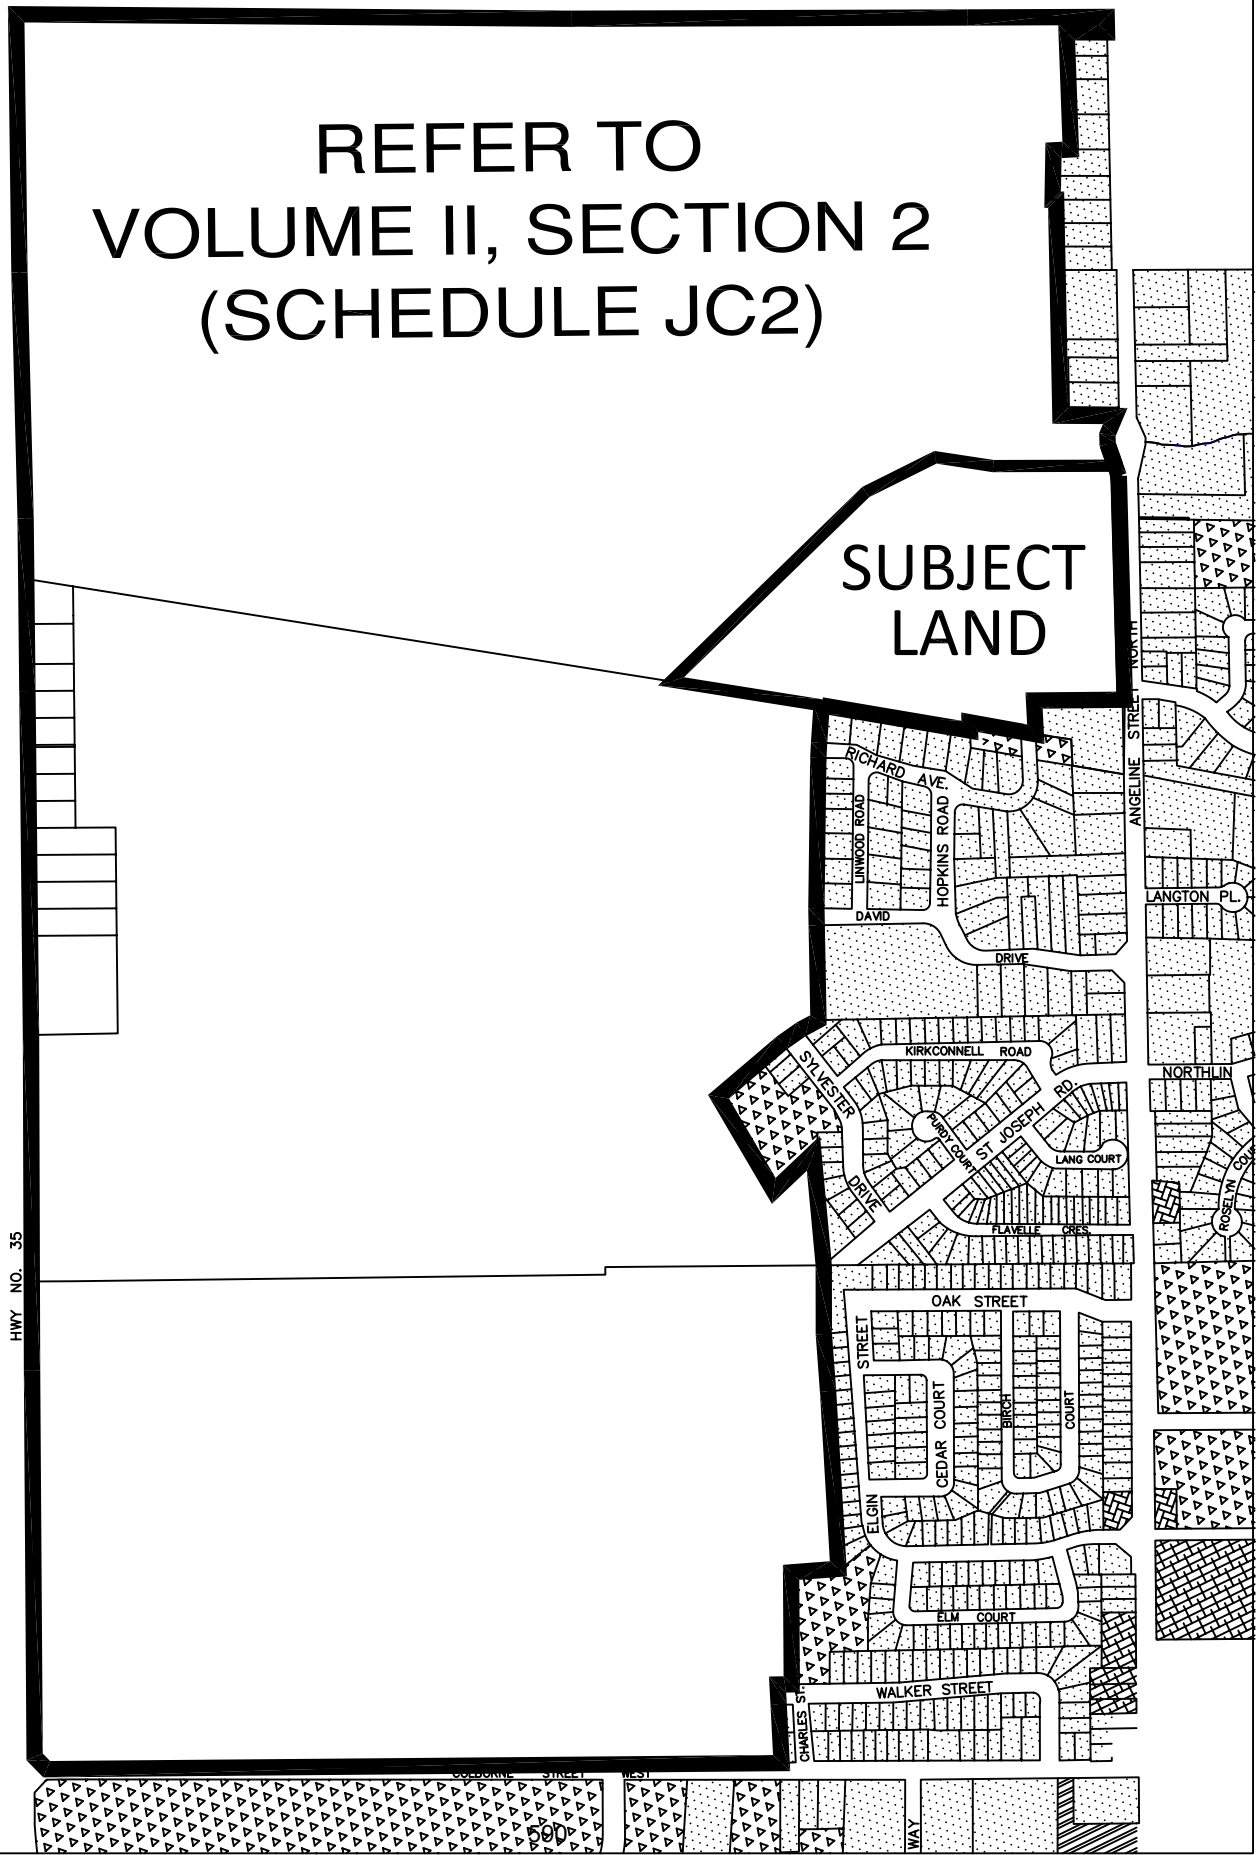 REFER TO
VOLUME II, SECTION 2
(SCHEDULE JC2)
SUBJECT
LAND
ANGELINE STREET NORTH
RICHARD AVE.
LINWOOD ROAD
HOPKINS ROAD
LANGTON PL.
DAVID
DRIVE
KIRKCONNELL ROAD
SYLVESTER
DRIVE
NORTHLIN
ST JOSEPH RD.
PURDY COURT
LANG COURT
ROSELYN COU
FLAVELLE CRES.
HWY NO. 35
OAK STREET
ELGIN STREET
CEDAR COURT
BIRCH
COURT
ELM COURT
WALKER STREET
CHARLES ST.
COLBORNE STREET WEST
500
WAY